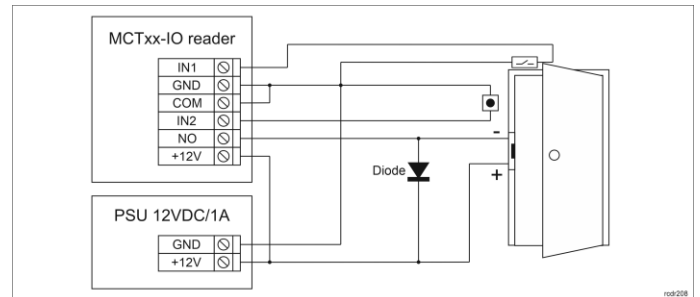 MCTxx-IO reader
IN1
GND
COM
IN2
NO
+12V
-
Diode
+
PSU 12VDC/1A
GND
+12V
rodr208